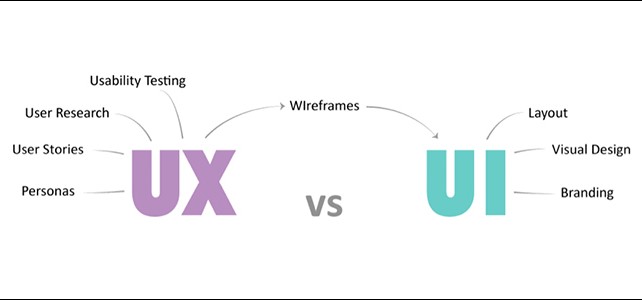 Usability Testing
User Research
User Stories
Personas
UX
WIreframes
vs
UI
Layout
Visual Design
Branding